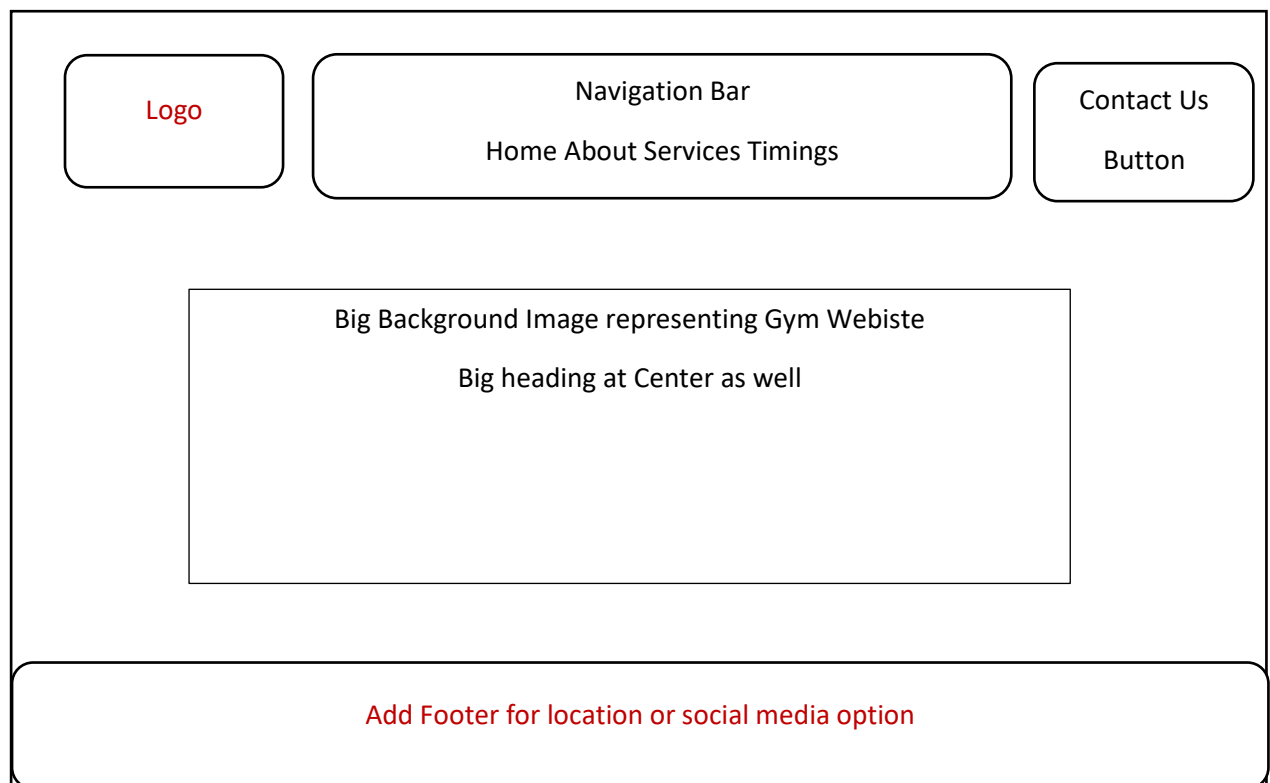 Logo
Navigation Bar
Home About Services Timings
Contact Us
Button
Big Background Image representing Gym Webiste
Big heading at Center as well
Add Footer for location or social media option